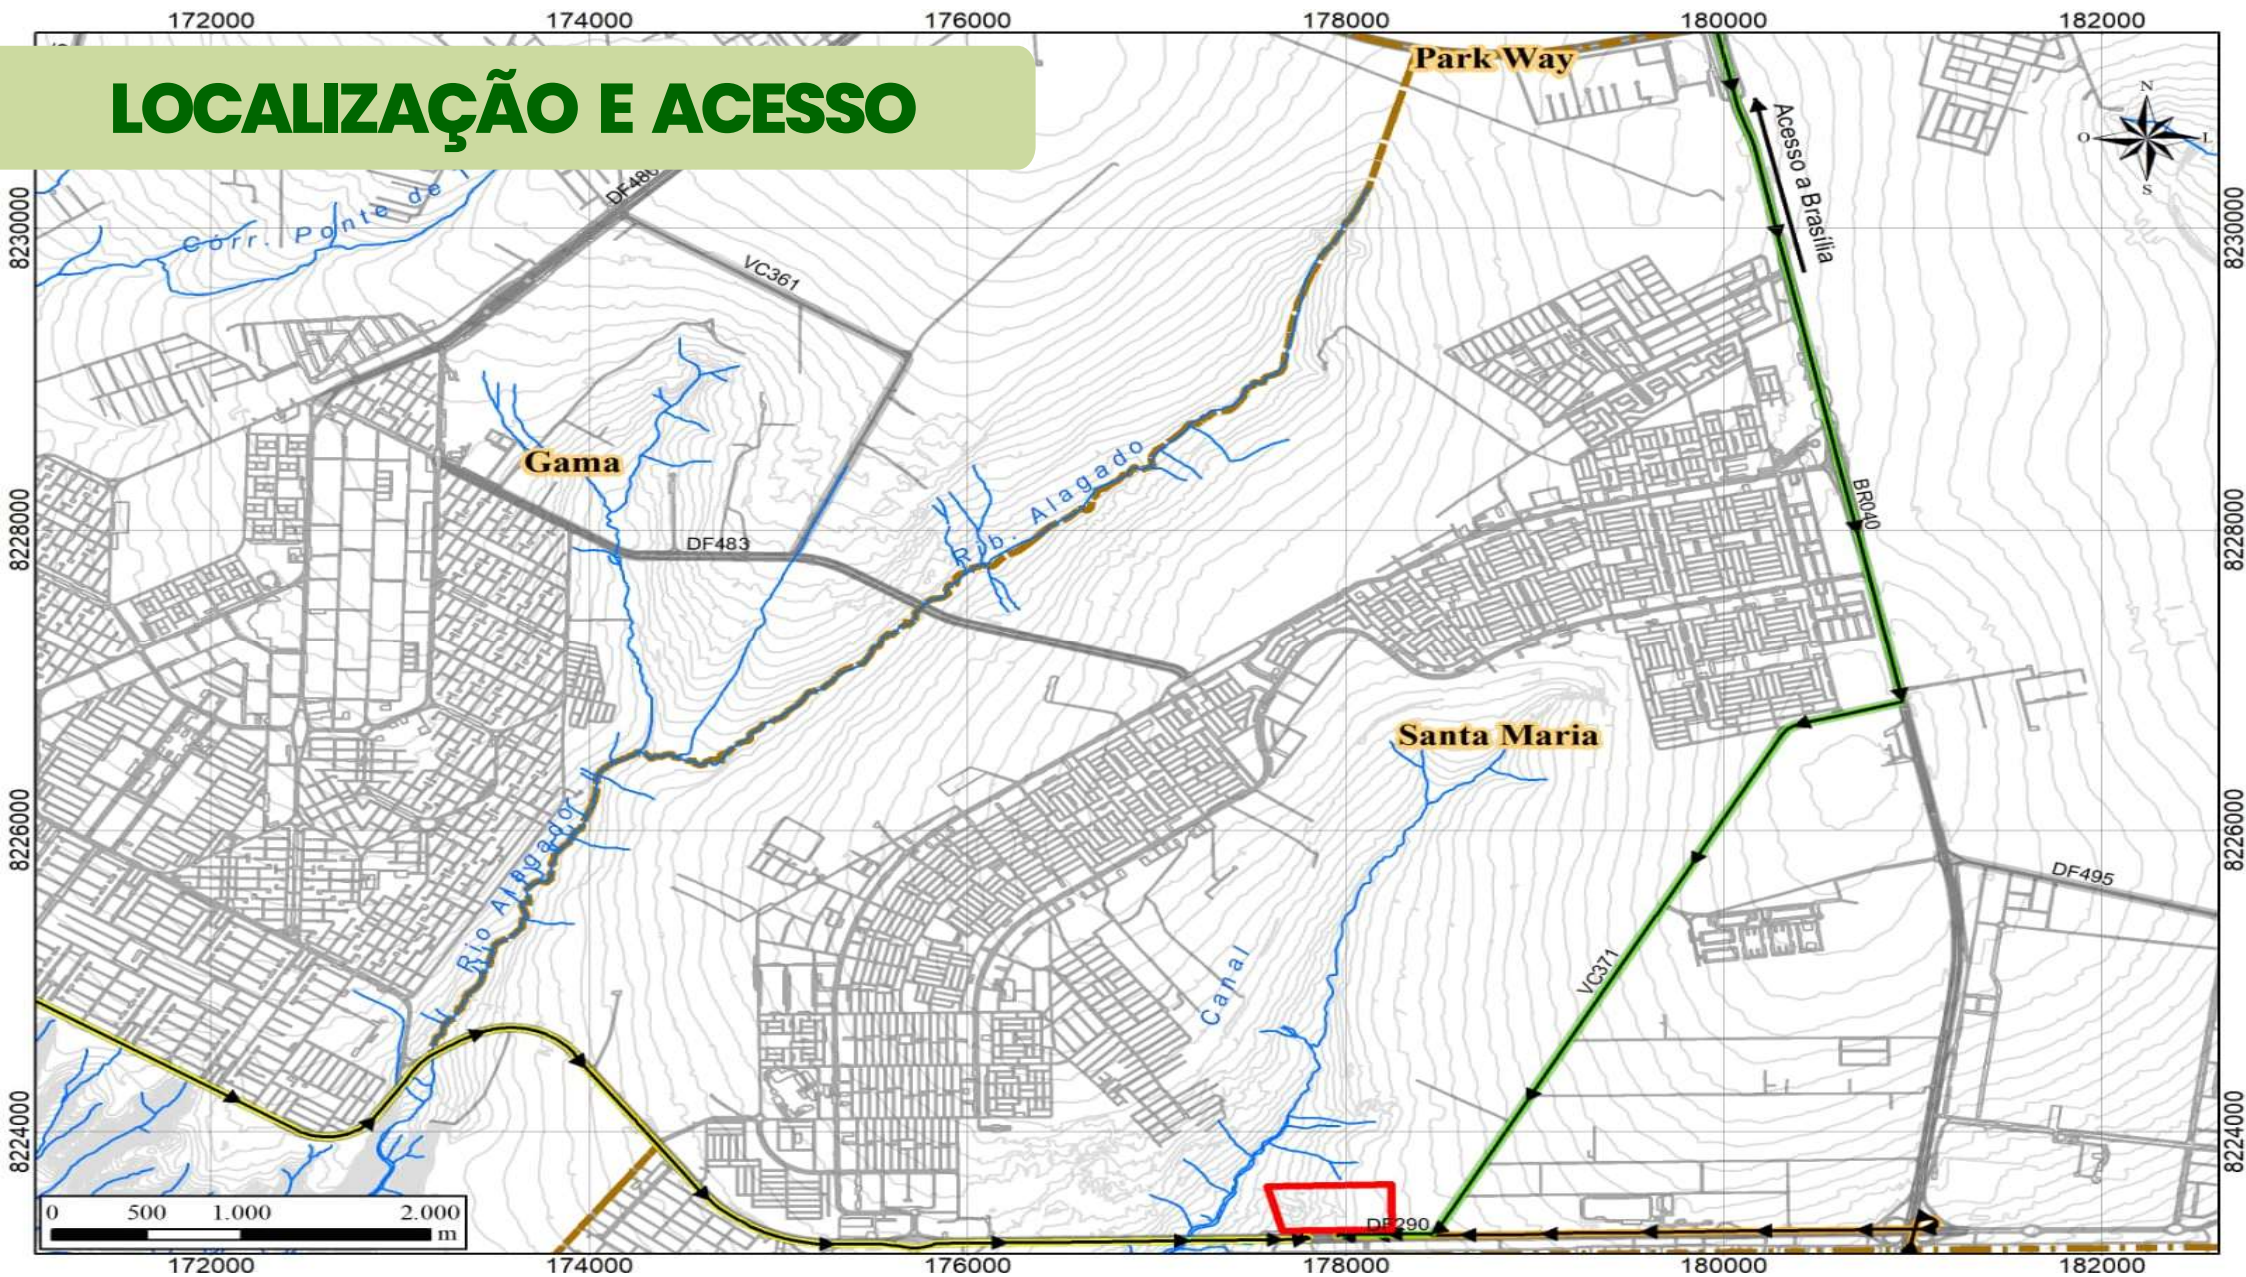 172000 174000 176000 178000 180000 182000
LOCALIZAÇÃO E ACESSO
Park Way
N
O L
S
Acesso a Brasília
8230000
8230000
DF480
Córr. Ponte de
VC361
Gama
Rib. Alagado
BR040
8228000
8228000
DF483
Santa Maria
8226000
8226000
Rio Alagado
DF495
Canal
VC371
8224000
8224000
DF290
0 500 1.000 2.000
m
172000 174000 176000 178000 180000 182000